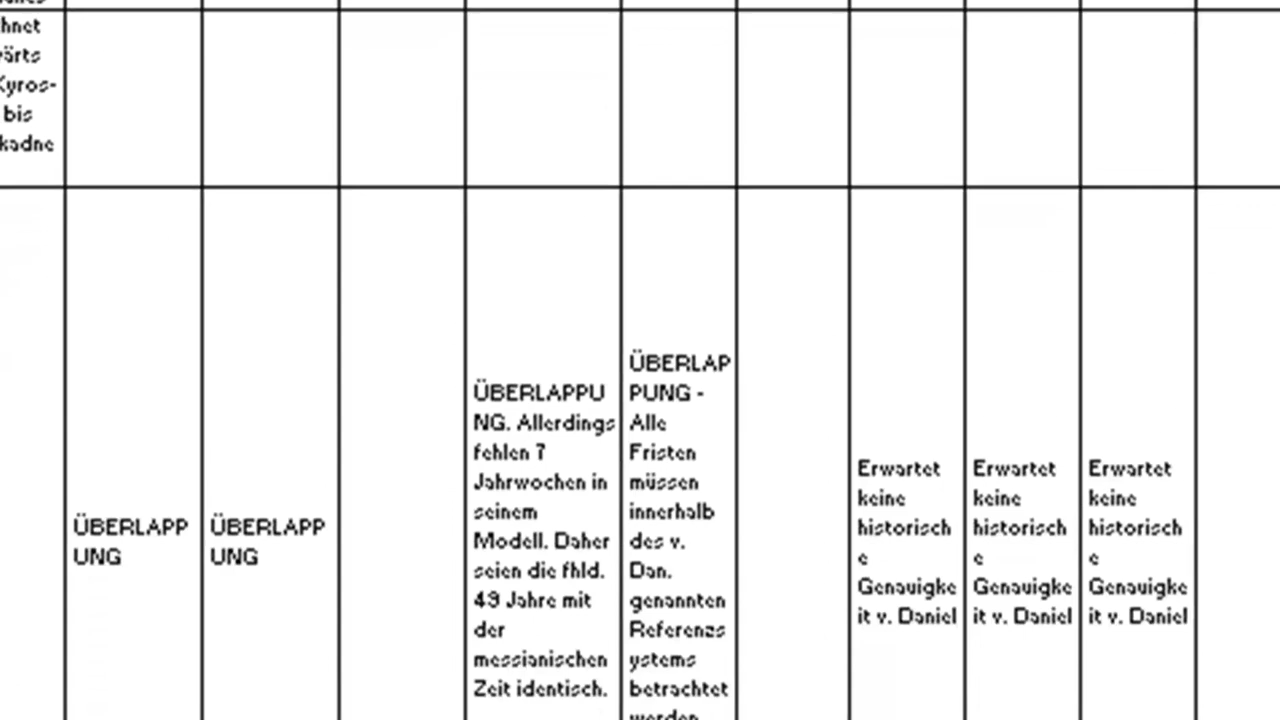 hnet
värts
Kyros-
bis
kadne
ÜBERLAPP
UNG
ÜBERLAPP
UNG
ÜBERLAPPU
NG. Allerdings
fehlen 7
Jahrwochen in
seinem
Modell. Daher
seien die fhld.
49 Jahre mit
der
messianischen
Zeit identisch.
ÜBERLAP
PUNG -
Alle
Fristen
müssen
innerhalb
des v.
Dan.
genannten
Referenzs
ystems
betrachtet
werden
Erwartet
keine
historisch
e
Genauigke
it v. Daniel
Erwartet
keine
historisch
e
Genauigke
it v. Daniel
Erwartet
keine
historisch
e
Genauigke
it v. Daniel